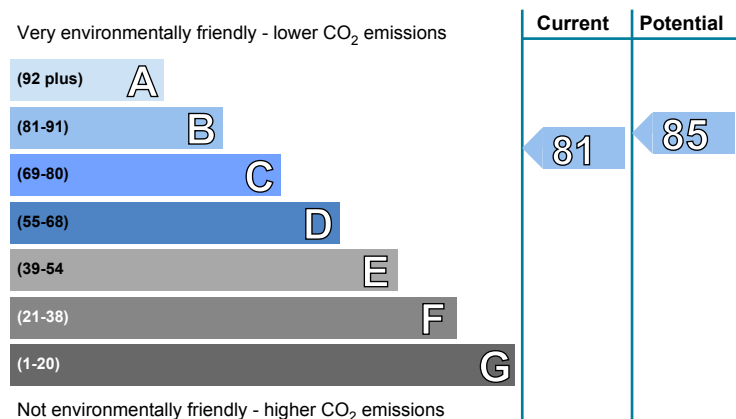 Very environmentally friendly - lower CO₂ emissions
Current Potential
(92 plus) A
(81-91) B
(69-80) C
(55-68) D
(39-54 E
(21-38) F
(1-20) G
81 85
Not environmentally friendly - higher CO₂ emissions